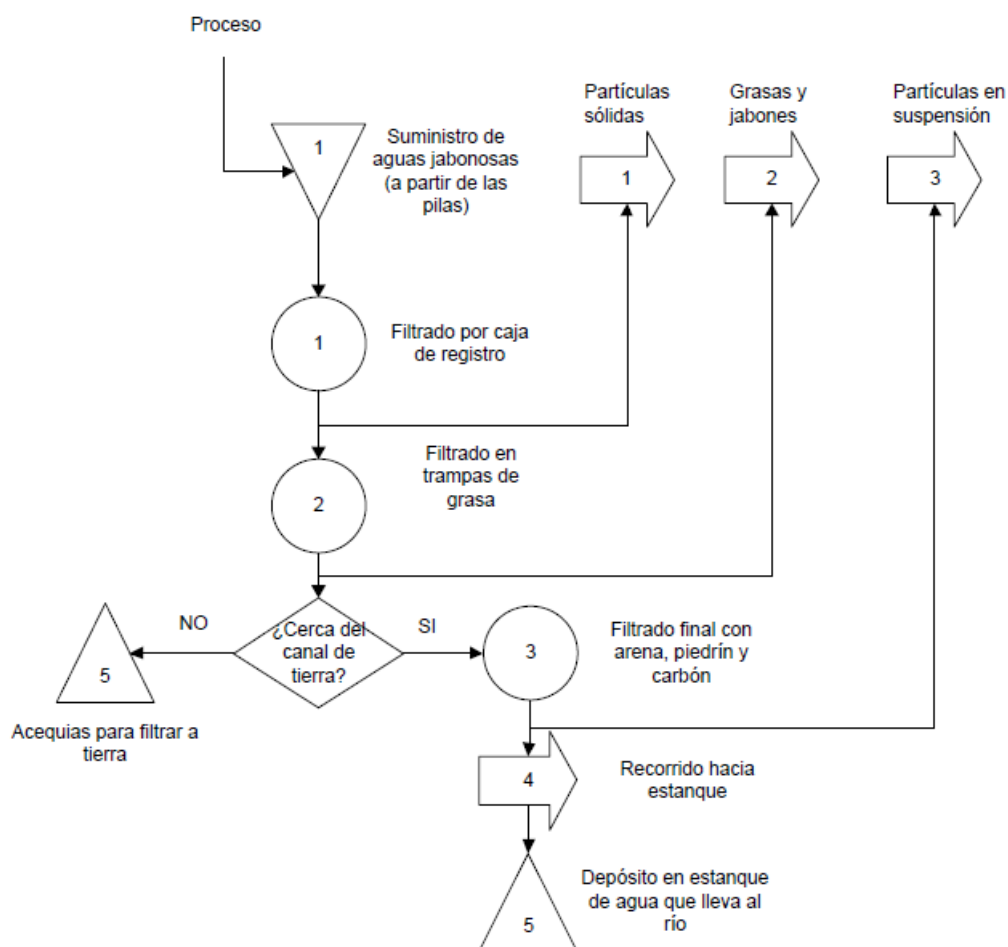 Proceso
Partículas
sólidas
Grasas y
jabones
Partículas en
suspensión
1
Suministro de
aguas jabonosas
(a partir de las
pilas)
1
2
3
1
Filtrado por caja
de registro
Filtrado en
trampas de
grasa
2
NO
¿Cerca del
canal de
tierra?
SI
3
Filtrado final con
arena, piedrín y
carbón
5
Acequias para filtrar a
tierra
4
Recorrido hacia
estanque
5
Depósito en estanque
de agua que lleva al
río